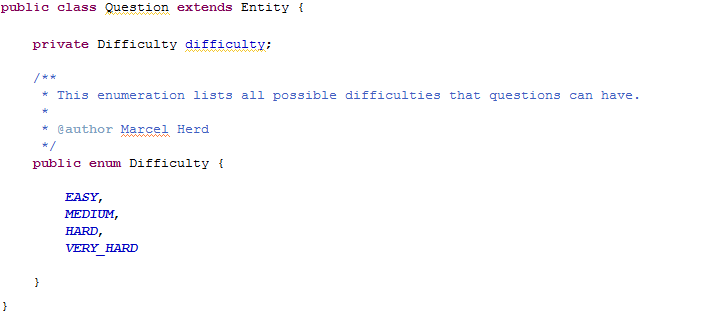 public class Question extends Entity {
private Difficulty difficulty;
/**
* This enumeration lists all possible difficulties that questions can have.
*
* @author Marcel Herd
*/
public enum Difficulty {
EASY,
MEDIUM,
HARD,
VERY_HARD
}
}